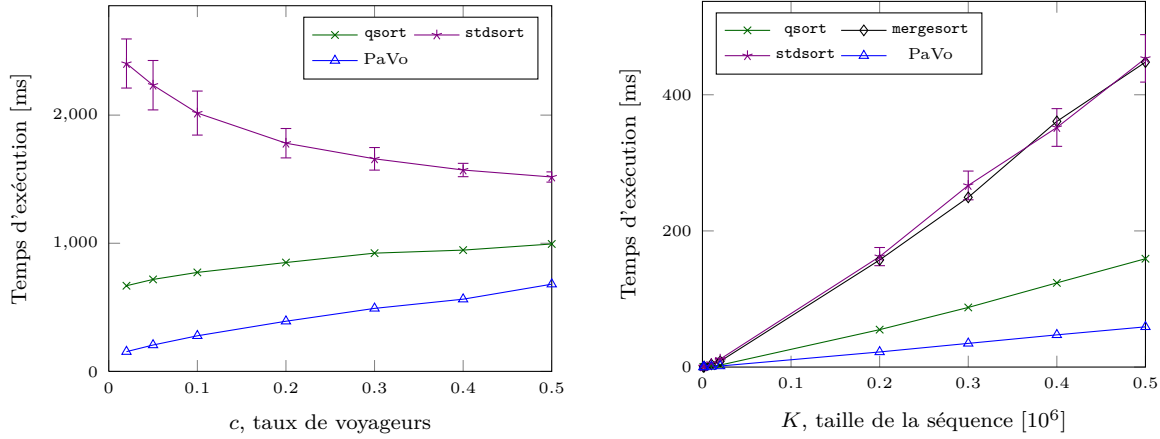 qsort stdsort
PaVo
Temps d'exécution [ms]
2,000
1,000
0
0 0.1 0.2 0.3 0.4 0.5
c, taux de voyageurs
qsort mergesort
stdsort PaVo
Temps d'exécution [ms]
400
200
0
0 0.1 0.2 0.3 0.4 0.5
K, taille de la séquence [10⁶]